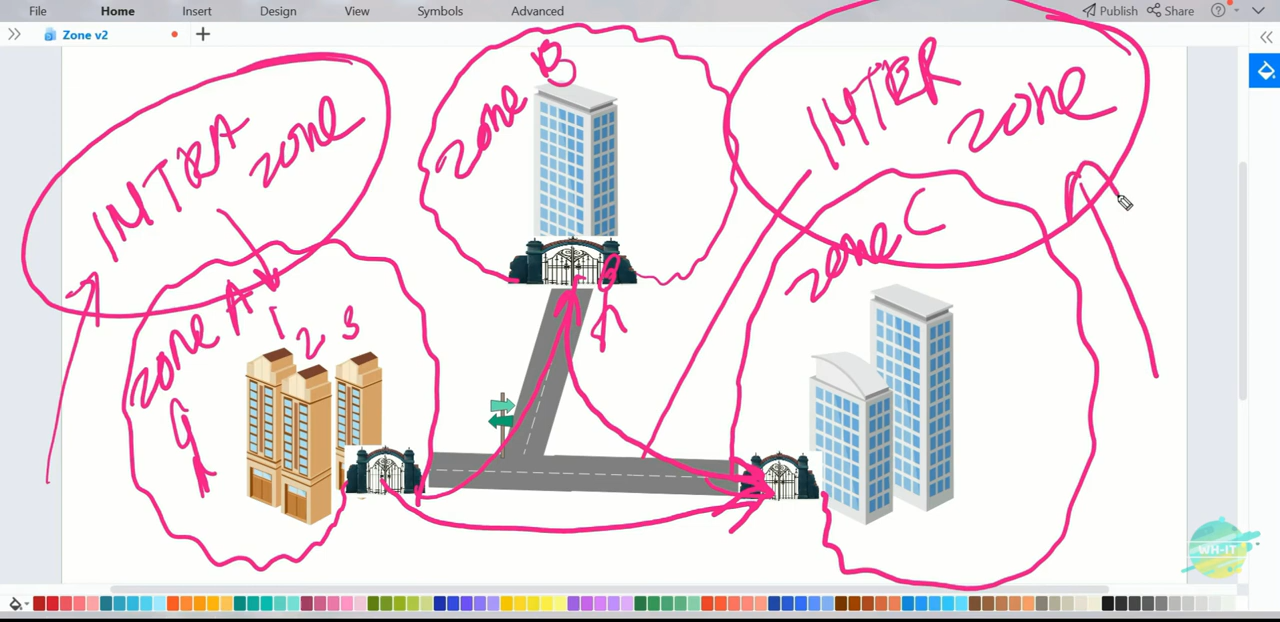 File Home Insert Design View Symbols Advanced Publish Share
Zone v2
INTRA
zone
zone B
INTER
zone
zone A
1 2 3
zone C
WH-IT